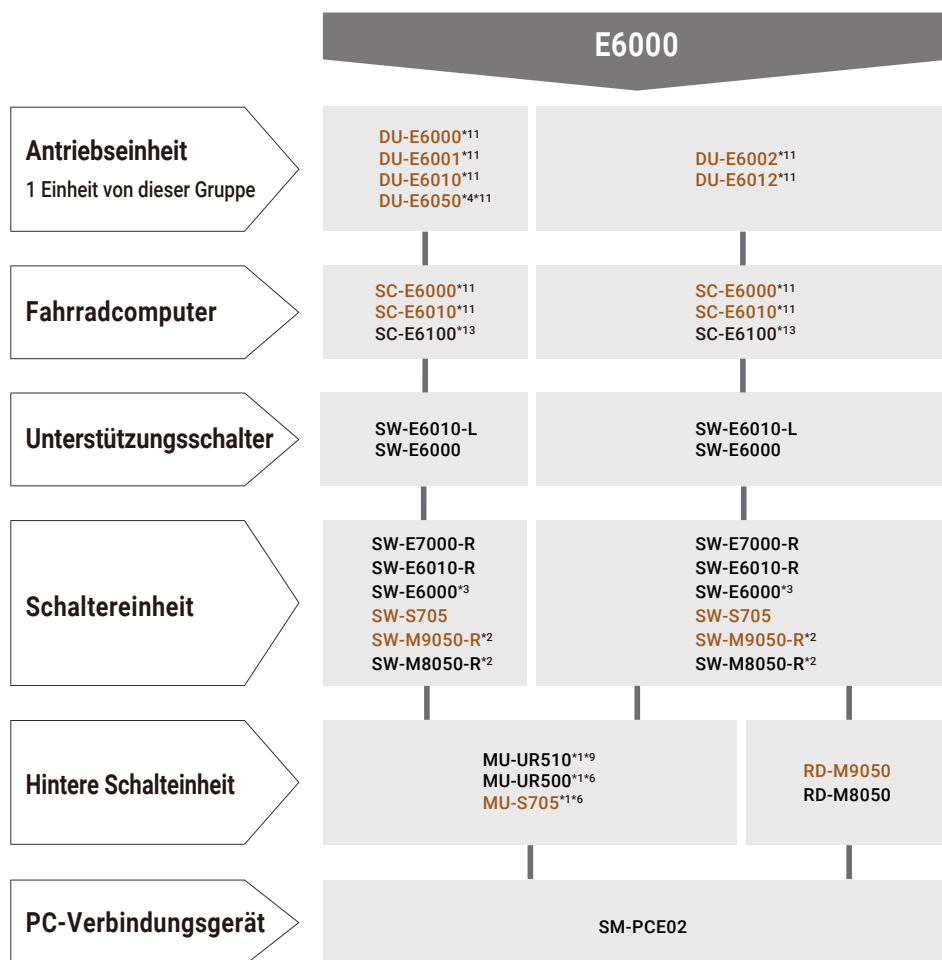 E6000
Antriebseinheit
1 Einheit von dieser Gruppe
DU-E6000*11
DU-E6001*11
DU-E6010*11
DU-E6050*4*11
DU-E6002*11
DU-E6012*11
Fahrradcomputer
SC-E6000*11
SC-E6010*11
SC-E6100*13
SC-E6000*11
SC-E6010*11
SC-E6100*13
Unterstützungsschalter
SW-E6010-L
SW-E6000
SW-E6010-L
SW-E6000
Schaltereinheit
SW-E7000-R
SW-E6010-R
SW-E6000*3
SW-S705
SW-M9050-R*2
SW-M8050-R*2
SW-E7000-R
SW-E6010-R
SW-E6000*3
SW-S705
SW-M9050-R*2
SW-M8050-R*2
Hintere Schalteinheit
MU-UR510*1*9
MU-UR500*1*6
MU-S705*1*6
RD-M9050
RD-M8050
PC-Verbindungsgerät
SM-PCE02